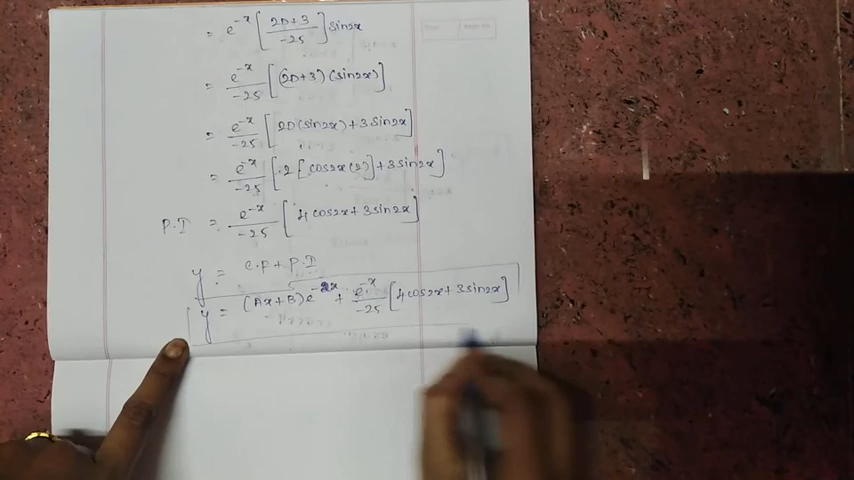 = e^-x [ 2D+3 / -25 ] sin2x
= e^-x / -25 [ (2D+3) (sin2x) ]
= e^-x / -25 [ 2D(sin2x) + 3 sin2x ]
= e^-x / -25 [ 2 [ cos2x (2) ] + 3 sin2x ]
P.I = e^-x / -25 [ 4 cos2x + 3 sin2x ]
y = C.F + P.I
y = (Ax+B) e^-2x + e^-x / -25 [ 4 cos2x + 3 sin2x ]